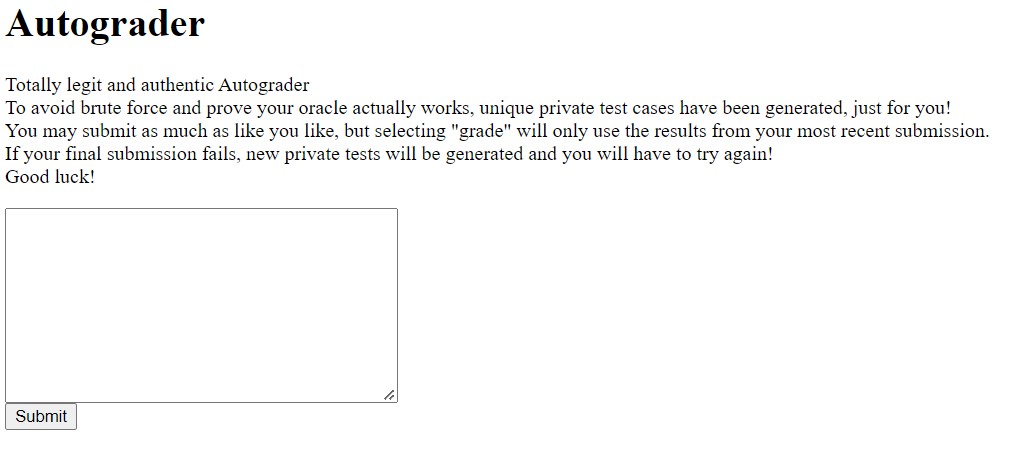 Autograder
Totally legit and authentic Autograder
To avoid brute force and prove your oracle actually works, unique private test cases have been generated, just for you!
You may submit as much as like you like, but selecting "grade" will only use the results from your most recent submission.
If your final submission fails, new private tests will be generated and you will have to try again!
Good luck!
Submit